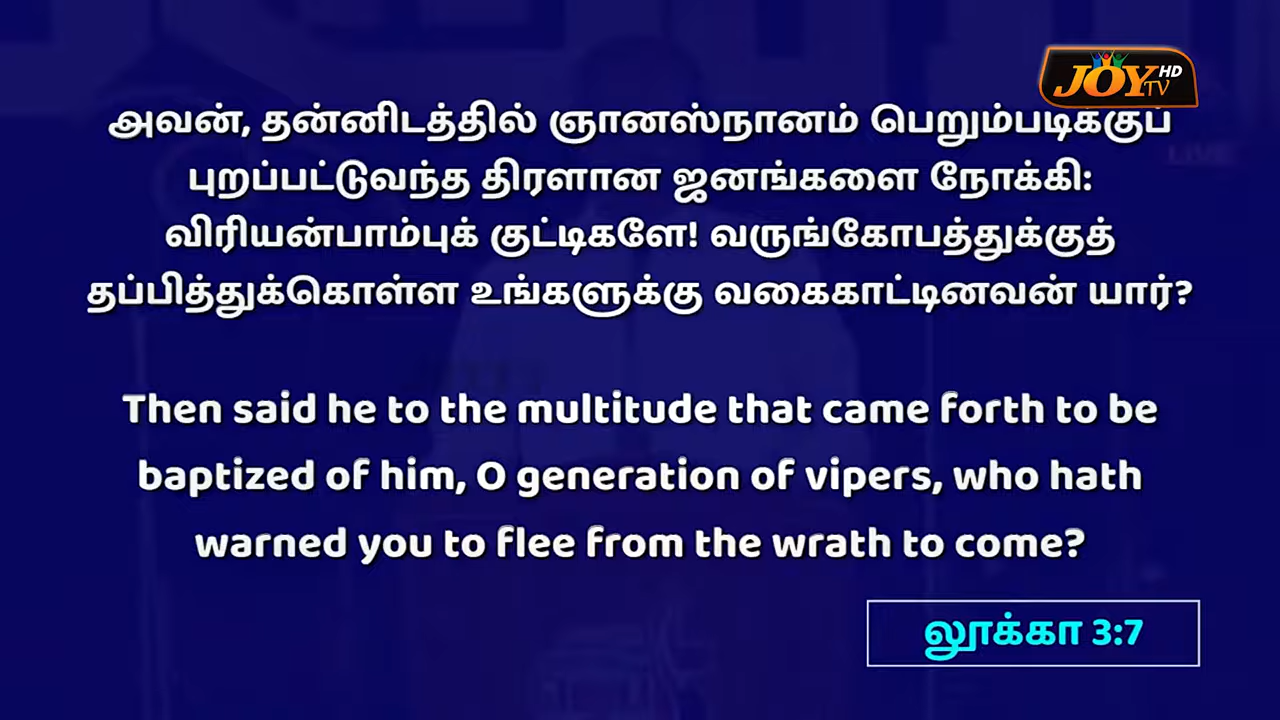 JOY TV HD
அவன், தன்னிடத்தில் ஞானஸ்நானம் பெறும்படிக்குப்
LIVE
புறப்பட்டுவந்த திரளான ஜனங்களை நோக்கி:
விரியன்பாம்புக் குட்டிகளே! வருங்கோபத்துக்குத்
தப்பித்துக்கொள்ள உங்களுக்கு வகைகாட்டினவன் யார்?
Then said he to the multitude that came forth to be
baptized of him, O generation of vipers, who hath
warned you to flee from the wrath to come?
லூக்கா 3:7